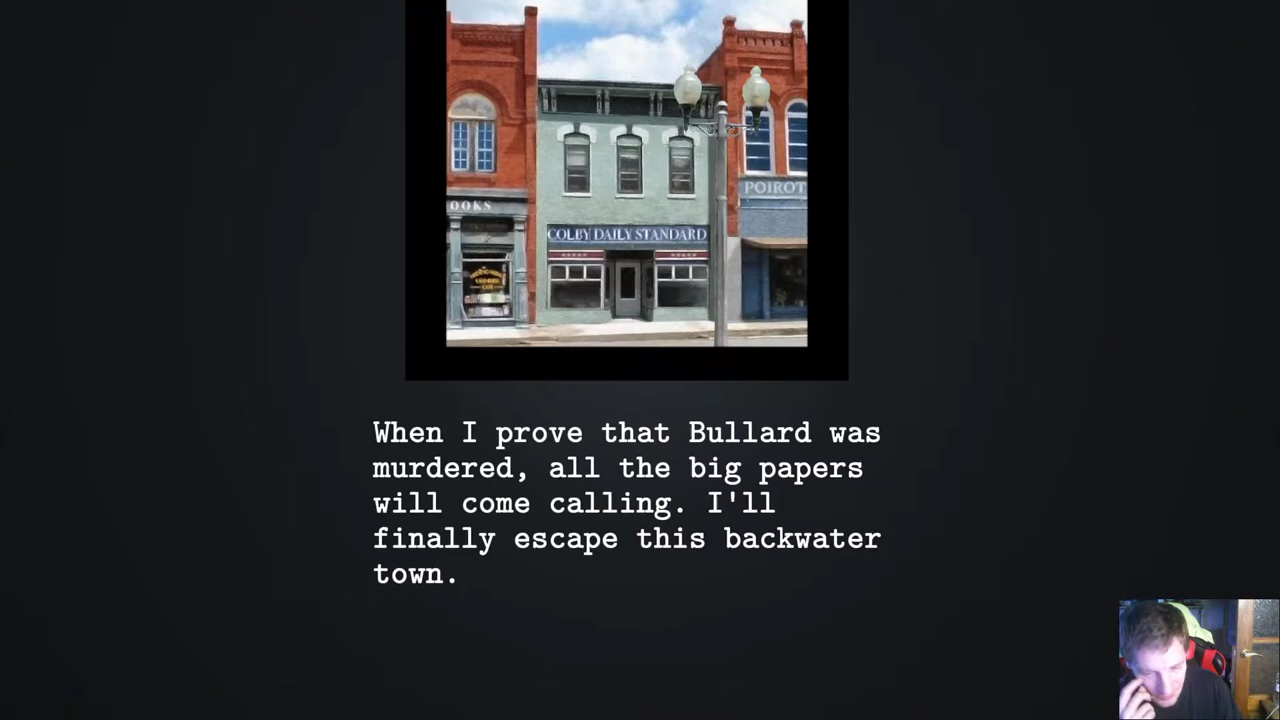 OOKS
POIROT
COLBY DAILY STANDARD
When I prove that Bullard was
murdered, all the big papers
will come calling. I'll
finally escape this backwater
town.